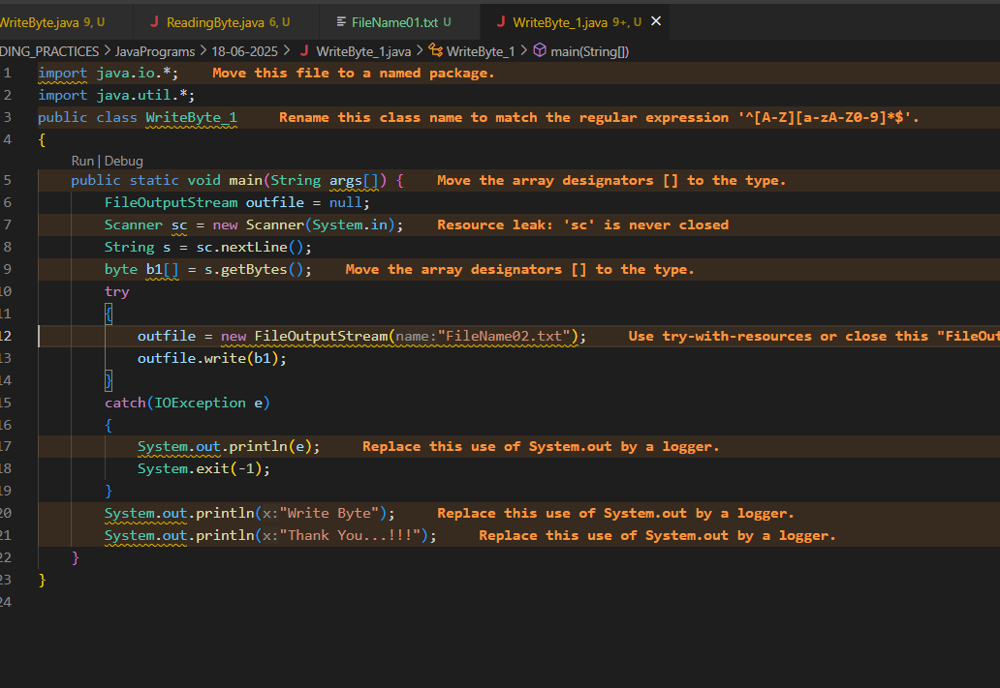 WriteByte.java 9, U J ReadingByte.java 6, U FileName01.txt U J WriteByte_1.java 9+, U ×
DING_PRACTICES > JavaPrograms > 18-06-2025 > J WriteByte_1.java > WriteByte_1 > main(String[])
1 import java.io.*; Move this file to a named package.
2 import java.util.*;
3 public class WriteByte_1 Rename this class name to match the regular expression '^[A-Z][a-zA-Z0-9]*$'.
4 {
Run | Debug
5 public static void main(String args[]) { Move the array designators [] to the type.
6 FileOutputStream outfile = null;
7 Scanner sc = new Scanner(System.in); Resource leak: 'sc' is never closed
8 String s = sc.nextLine();
9 byte b1[] = s.getBytes(); Move the array designators [] to the type.
10 try
11 {
12 outfile = new FileOutputStream(name:"FileName02.txt"); Use try-with-resources or close this "FileOut
13 outfile.write(b1);
14 }
15 catch(IOException e)
16 {
17 System.out.println(e); Replace this use of System.out by a logger.
18 System.exit(-1);
19 }
20 System.out.println(x:"Write Byte"); Replace this use of System.out by a logger.
21 System.out.println(x:"Thank You...!!!"); Replace this use of System.out by a logger.
22 }
23 }
24